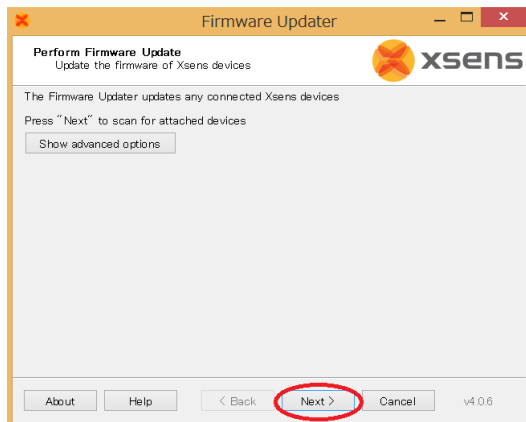 Firmware Updater
Perform Firmware Update
Update the firmware of Xsens devices
xsens
The Firmware Updater updates any connected Xsens devices
Press "Next" to scan for attached devices
Show advanced options
About Help < Back Next > Cancel v4.0.6